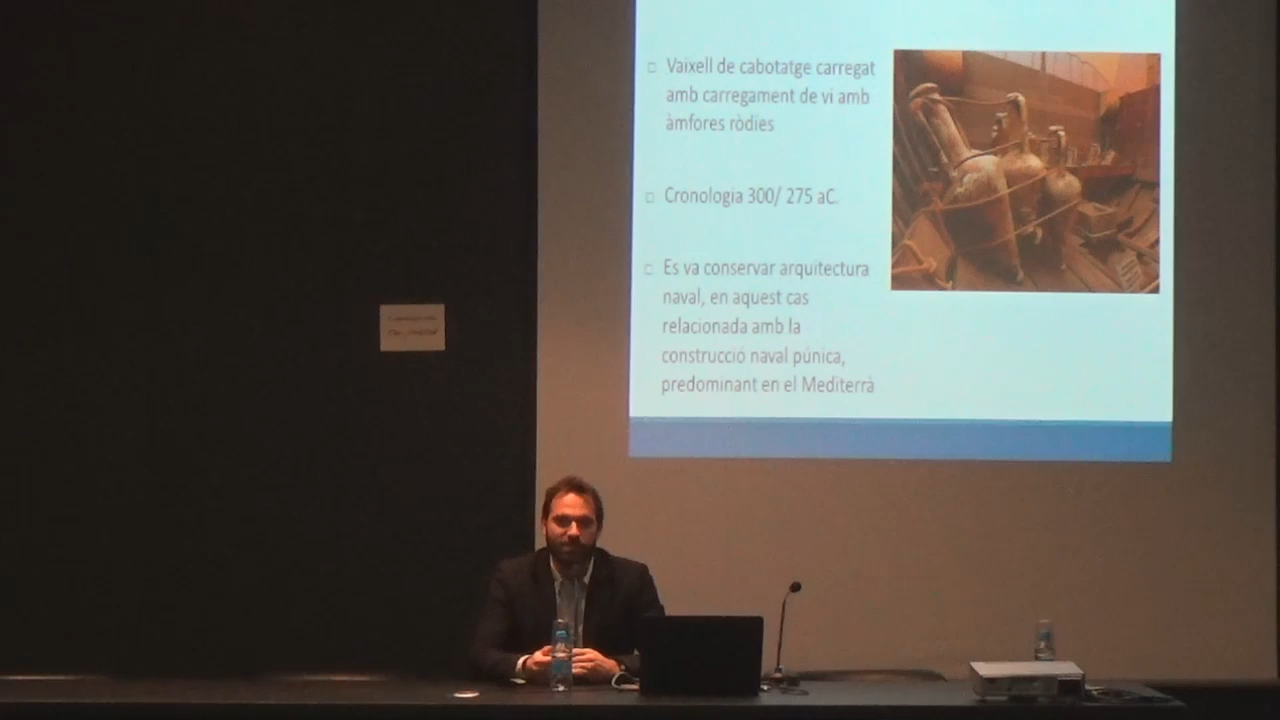 Vaixell de cabotatge carregat
amb carregament de vi amb
àmfores ròdies
Cronologia 300/ 275 aC.
Es va conservar arquitectura
naval, en aquest cas
relacionada amb la
construcció naval púnica,
predominant en el Mediterrà